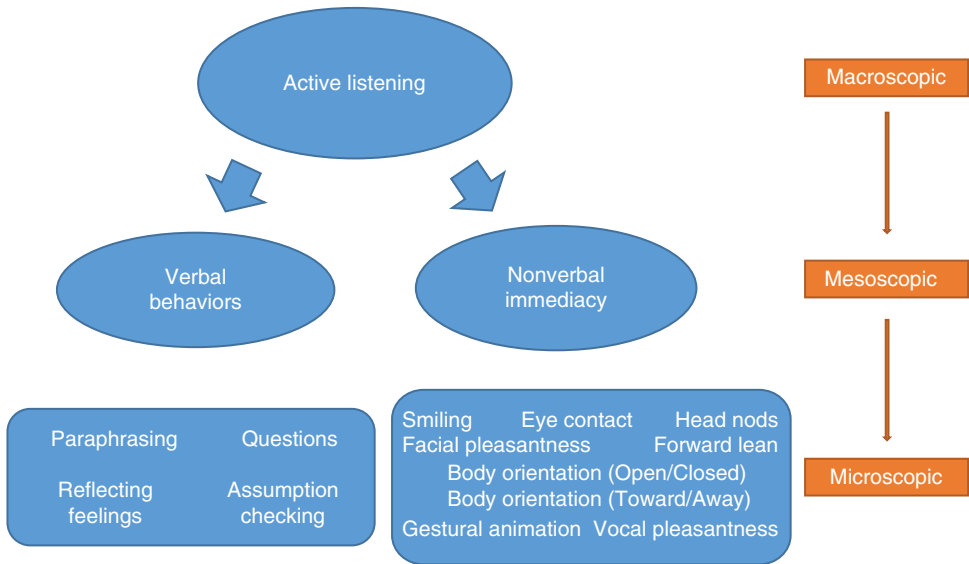 Active listening
Macroscopic
Verbal
behaviors
Nonverbal
immediacy
Mesoscopic
Paraphrasing Questions
Reflecting
feelings
Assumption
checking
Smiling Eye contact Head nods
Facial pleasantness Forward lean
Body orientation (Open/Closed)
Body orientation (Toward/Away)
Gestural animation Vocal pleasantness
Microscopic